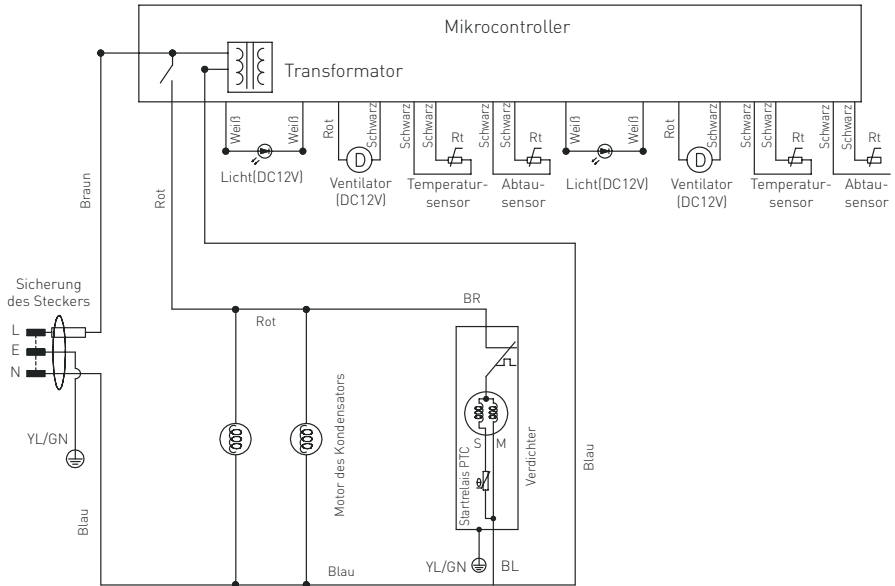 Mikrocontroller
Transformator
Weiß
Weiß
Rot
Schwarz
Schwarz
Schwarz
Schwarz
Schwarz
Weiß
Weiß
Rot
Schwarz
Schwarz
Schwarz
Schwarz
Schwarz
Rt
Rt
Rt
Rt
D
D
Licht(DC12V)
Ventilator
(DC12V)
Temperatur-
sensor
Abtau-
sensor
Licht(DC12V)
Ventilator
(DC12V)
Temperatur-
sensor
Abtau-
sensor
Braun
Rot
Sicherung
des Steckers
L
E
N
YL/GN
Blau
Rot
BR
Motor des Kondensators
S
M
Startrelais PTC
θ
Verdichter
Blau
YL/GN
BL
Blau